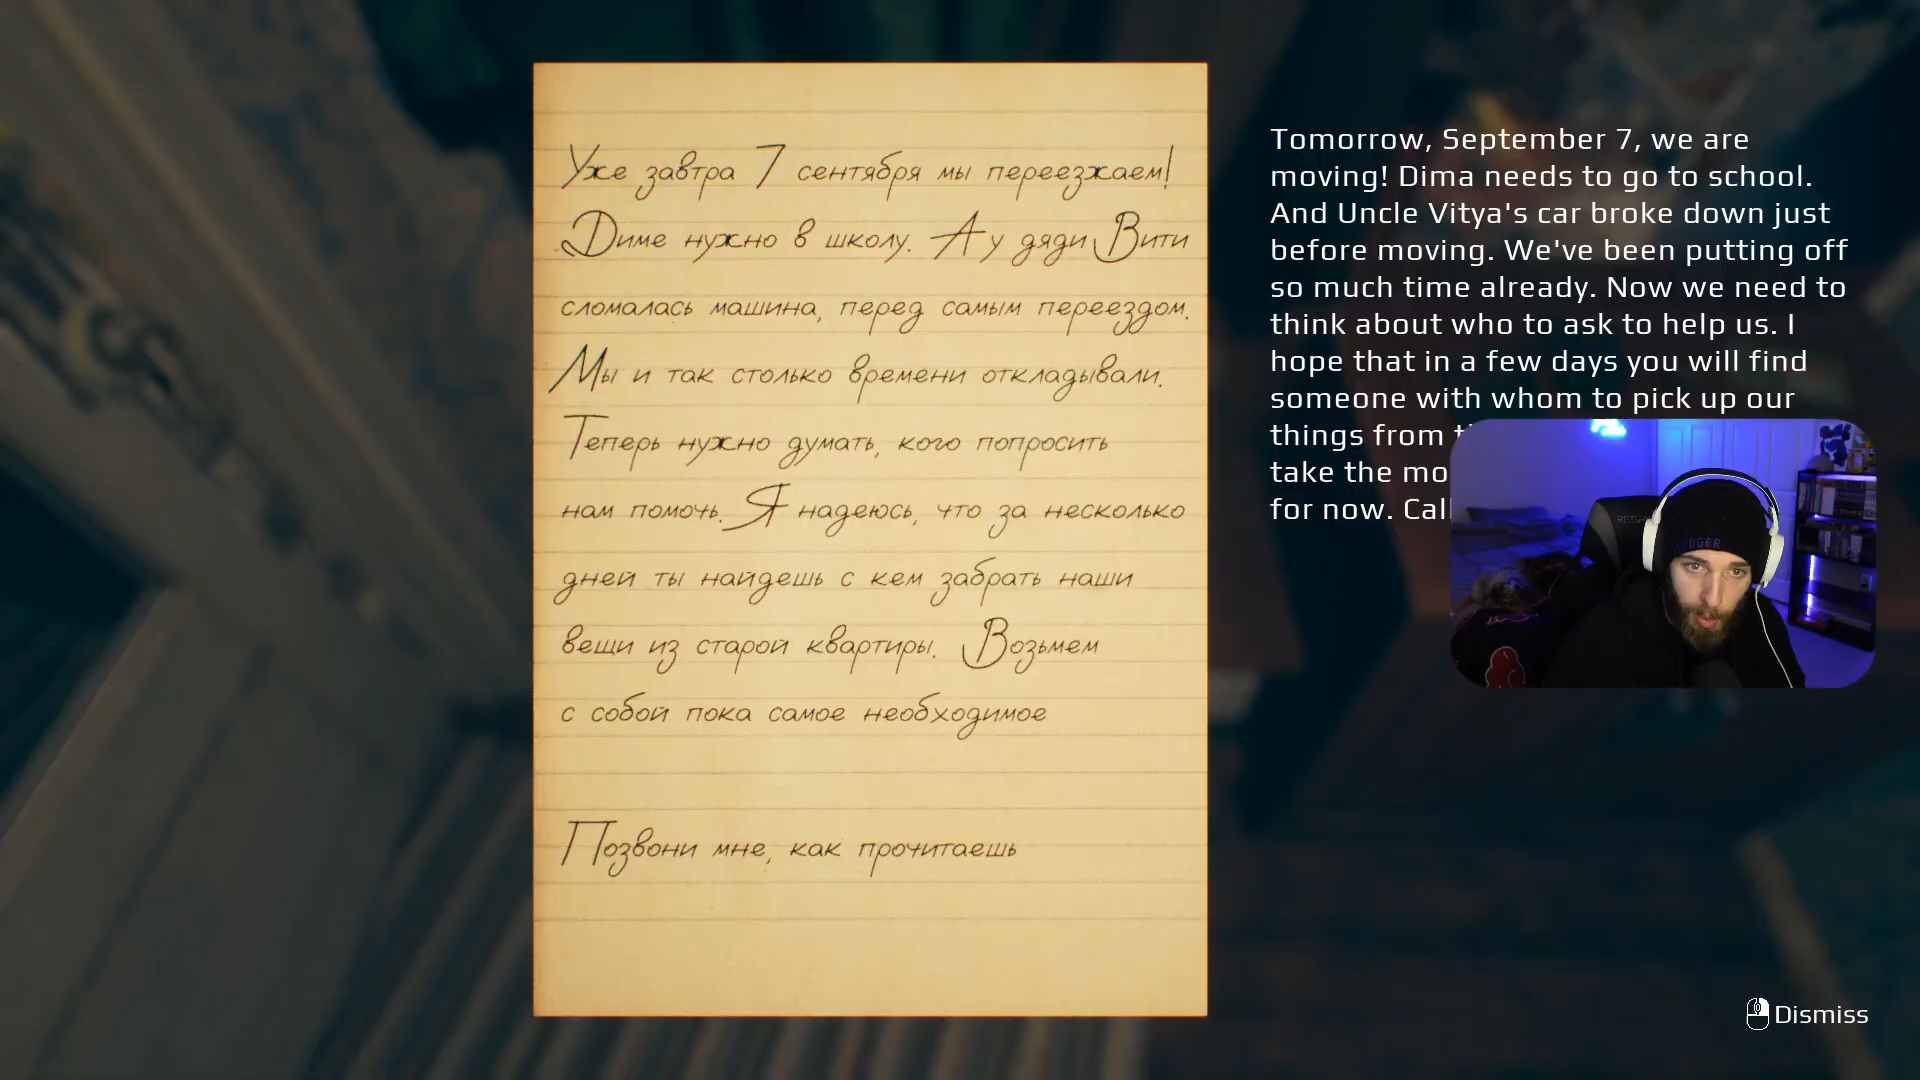 Уже завтра 7 сентября мы переезжаем!
Диме нужно в школу. А у дяди Вити
сломалась машина, перед самым переездом.
Мы и так столько времени откладывали.
Теперь нужно думать, кого попросить
нам помочь. Я надеюсь, что за несколько
дней ты найдешь с кем забрать наши
вещи из старой квартиры. Возьмем
с собой пока самое необходимое
Позвони мне, как прочитаешь
Tomorrow, September 7, we are
moving! Dima needs to go to school.
And Uncle Vitya's car broke down just
before moving. We've been putting off
so much time already. Now we need to
think about who to ask to help us. I
hope that in a few days you will find
someone with whom to pick up our
things from
take the
for now.
Dismiss